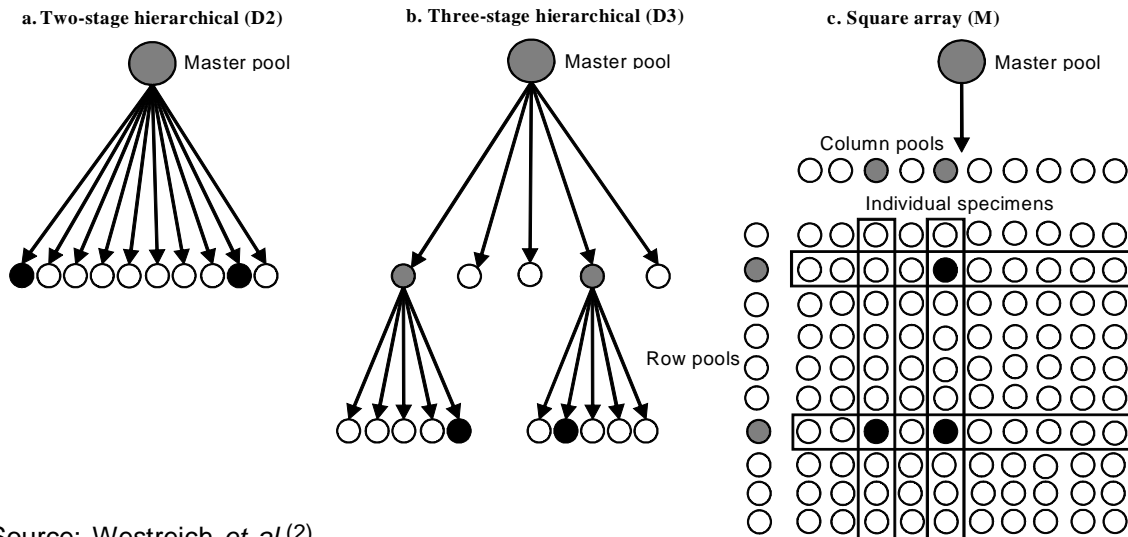 a. Two-stage hierarchical (D2)
Master pool
b. Three-stage hierarchical (D3)
Master pool
c. Square array (M)
Master pool
Column pools
Individual specimens
Row pools
Source: Westreich et al.(2)